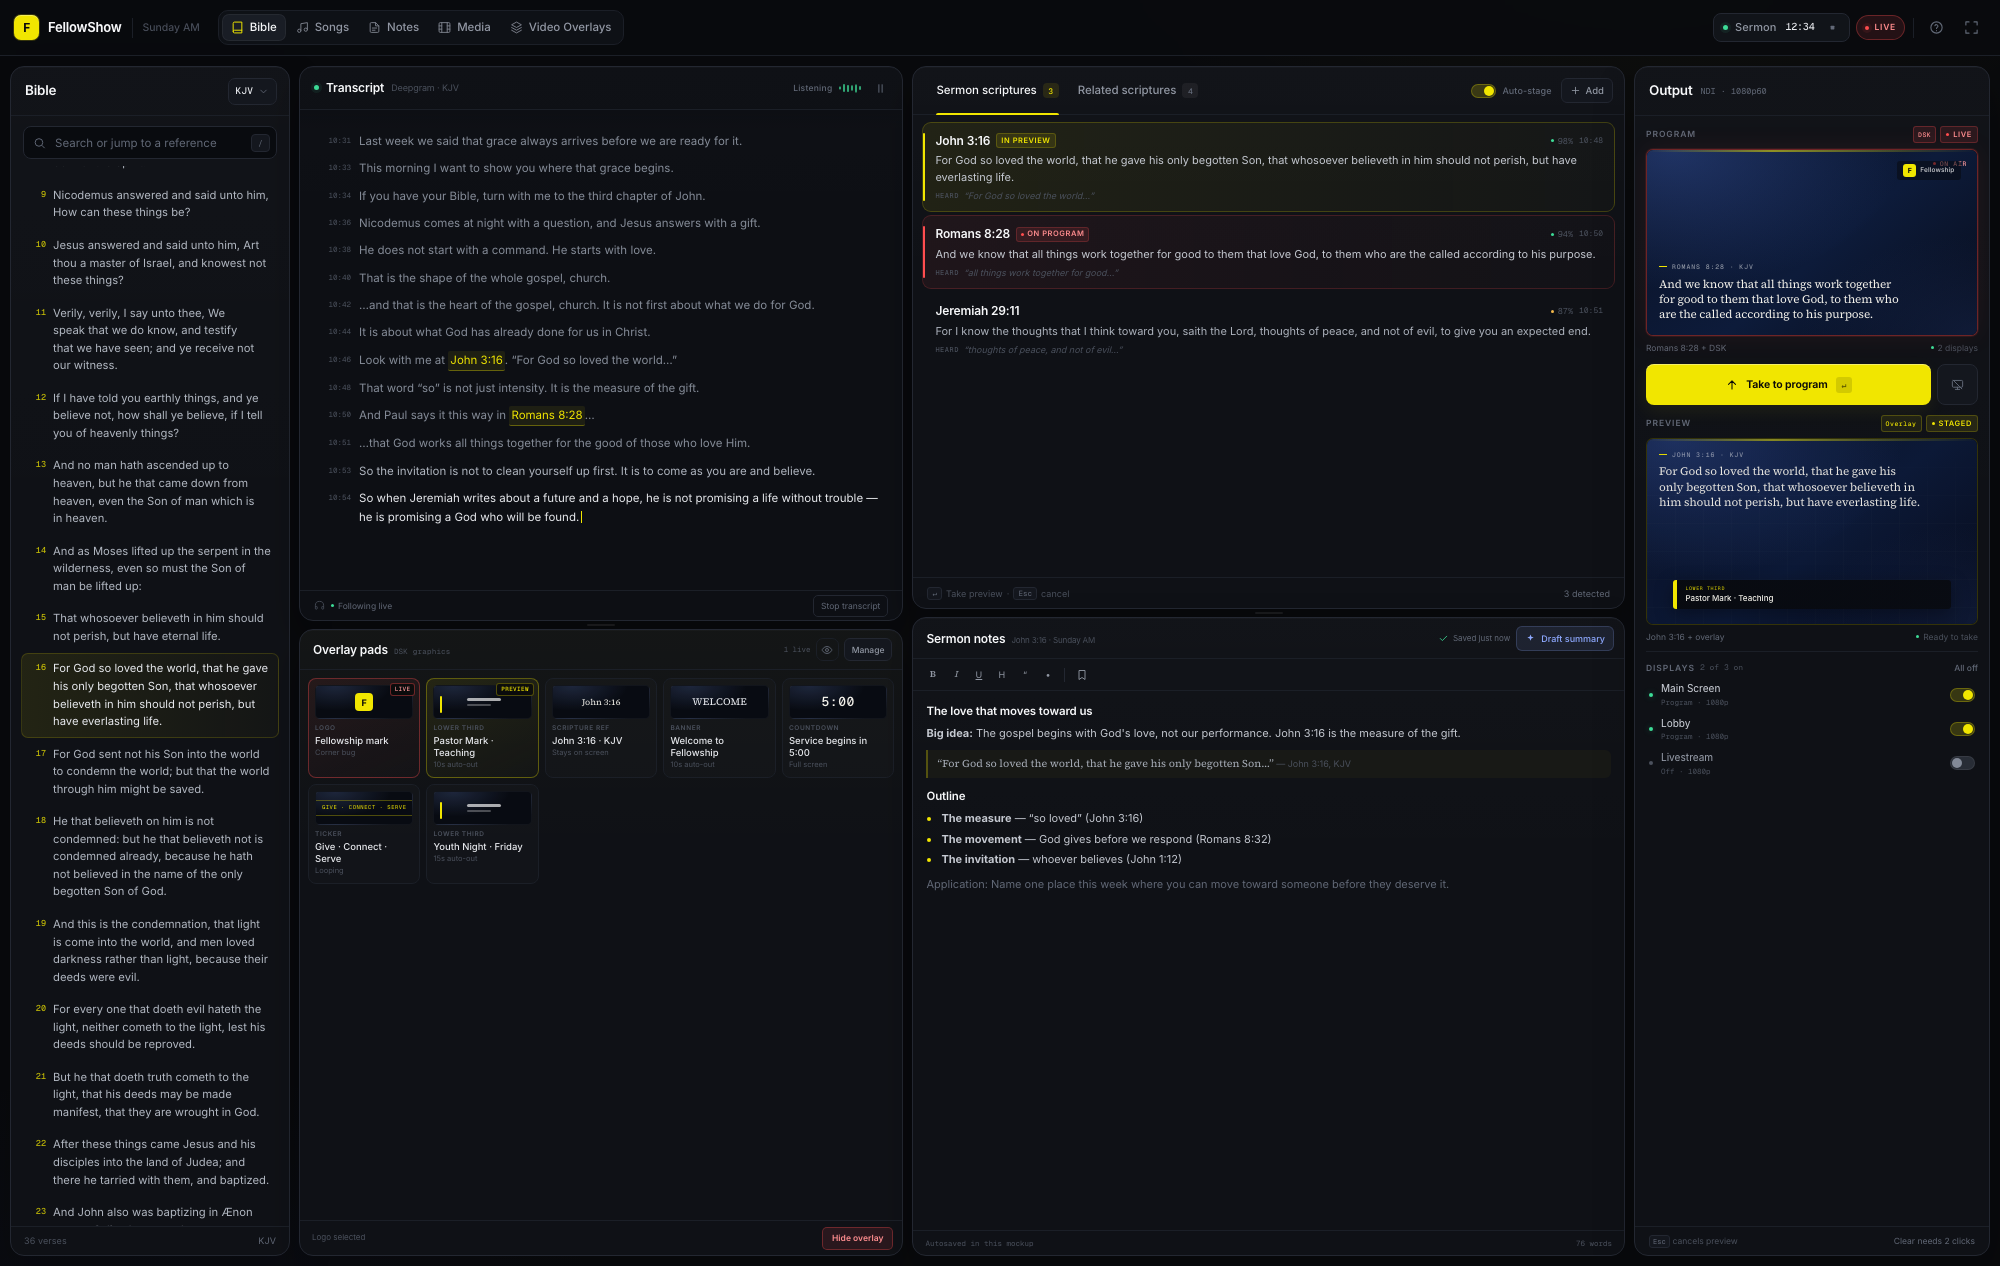 F FellowShow Sunday AM Bible Songs Notes Media Video Overlays Sermon 12:34 LIVE
Bible KJV
Search or jump to a reference /
9 Nicodemus answered and said unto him,
How can these things be?
10 Jesus answered and said unto him, Art
thou a master of Israel, and knowest not
these things?
11 Verily, verily, I say unto thee, We
speak that we do know, and testify
that we have seen; and ye receive not
our witness.
12 If I have told you earthly things, and ye
believe not, how shall ye believe, if I tell
you of heavenly things?
13 And no man hath ascended up to
heaven, but he that came down from
heaven, even the Son of man which is
in heaven.
14 And as Moses lifted up the serpent in the
wilderness, even so must the Son of
man be lifted up:
15 That whosoever believeth in him should
not perish, but have eternal life.
16 For God so loved the world, that he gave
his only begotten Son, that whosoever
believeth in him should not perish, but
have everlasting life.
17 For God sent not his Son into the world
to condemn the world; but that the world
through him might be saved.
18 He that believeth on him is not
condemned: but he that believeth not is
condemned already, because he hath
not believed in the name of the only
begotten Son of God.
19 And this is the condemnation, that light
is come into the world, and men loved
darkness rather than light, because their
deeds were evil.
20 For every one that doeth evil hateth the
light, neither cometh to the light, lest his
deeds should be reproved.
21 But he that doeth truth cometh to the
light, that his deeds may be made
manifest, that they are wrought in God.
22 After these things came Jesus and his
disciples into the land of Judea; and
there he tarried with them, and baptized.
23 And John also was baptizing in Ænon
36 verses KJV
Transcript Deepgram · KJV Listening
10:31 Last week we said that grace always arrives before we are ready for it.
10:33 This morning I want to show you where that grace begins.
10:34 If you have your Bible, turn with me to the third chapter of John.
10:36 Nicodemus comes at night with a question, and Jesus answers with a gift.
10:38 He does not start with a command. He starts with love.
10:40 That is the shape of the whole gospel, church.
10:42 …and that is the heart of the gospel, church. It is not first about what we do for God.
10:44 It is about what God has already done for us in Christ.
10:46 Look with me at John 3:16. “For God so loved the world…”
10:48 That word “so” is not just intensity. It is the measure of the gift.
10:50 And Paul says it this way in Romans 8:28…
10:51 …that God works all things together for the good of those who love Him.
10:53 So the invitation is not to clean yourself up first. It is to come as you are and believe.
10:54 So when Jeremiah writes about a future and a hope, he is not promising a life without trouble —
he is promising a God who will be found.
Following live Stop transcript
Overlay pads DSK graphics 1 live Manage
F LIVE
LOGO
Fellowship mark
Corner bug
PREVIEW
LOWER THIRD
Pastor Mark ·
Teaching
10s auto-out
John 3:16
SCRIPTURE REF
John 3:16 · KJV
Stays on screen
WELCOME
BANNER
Welcome to
Fellowship
10s auto-out
5:00
COUNTDOWN
Service begins in
5:00
Full screen
GIVE · CONNECT · SERVE
TICKER
Give · Connect ·
Serve
Looping
LOWER THIRD
Youth Night · Friday
15s auto-out
Logo selected Hide overlay
Sermon scriptures 3 Related scriptures 4 Auto-stage + Add
John 3:16 IN PREVIEW 98% 10:48
For God so loved the world, that he gave his only begotten Son, that whosoever believeth in him should not perish, but have
everlasting life.
HEARD “For God so loved the world…”
Romans 8:28 ON PROGRAM 94% 10:50
And we know that all things work together for good to them that love God, to them who are the called according to his purpose.
HEARD “all things work together for good…”
Jeremiah 29:11 87% 10:51
For I know the thoughts that I think toward you, saith the Lord, thoughts of peace, and not of evil, to give you an expected end.
HEARD “thoughts of peace, and not of evil…”
↵ Take preview · Esc cancel 3 detected
Sermon notes John 3:16 · Sunday AM Saved just now Draft summary
B I U H " •
The love that moves toward us
Big idea: The gospel begins with God's love, not our performance. John 3:16 is the measure of the gift.
“For God so loved the world, that he gave his only begotten Son…” — John 3:16, KJV
Outline
• The measure — “so loved” (John 3:16)
• The movement — God gives before we respond (Romans 8:32)
• The invitation — whoever believes (John 1:12)
Application: Name one place this week where you can move toward someone before they deserve it.
Autosaved in this mockup 76 words
Output NDI · 1080p60
PROGRAM DSK LIVE
ON AIR
F Fellowship
ROMANS 8:28 · KJV
And we know that all things work together
for good to them that love God, to them who
are the called according to his purpose.
Romans 8:28 + DSK 2 displays
Take to program ↵
PREVIEW Overlay STAGED
JOHN 3:16 · KJV
For God so loved the world, that he gave his
only begotten Son, that whosoever believeth in
him should not perish, but have everlasting life.
LOWER THIRD
Pastor Mark · Teaching
John 3:16 + overlay Ready to take
DISPLAYS 2 of 3 on All off
Main Screen
Program · 1080p
Lobby
Program · 1080p
Livestream
Off · 1080p
Esc cancels preview Clear needs 2 clicks